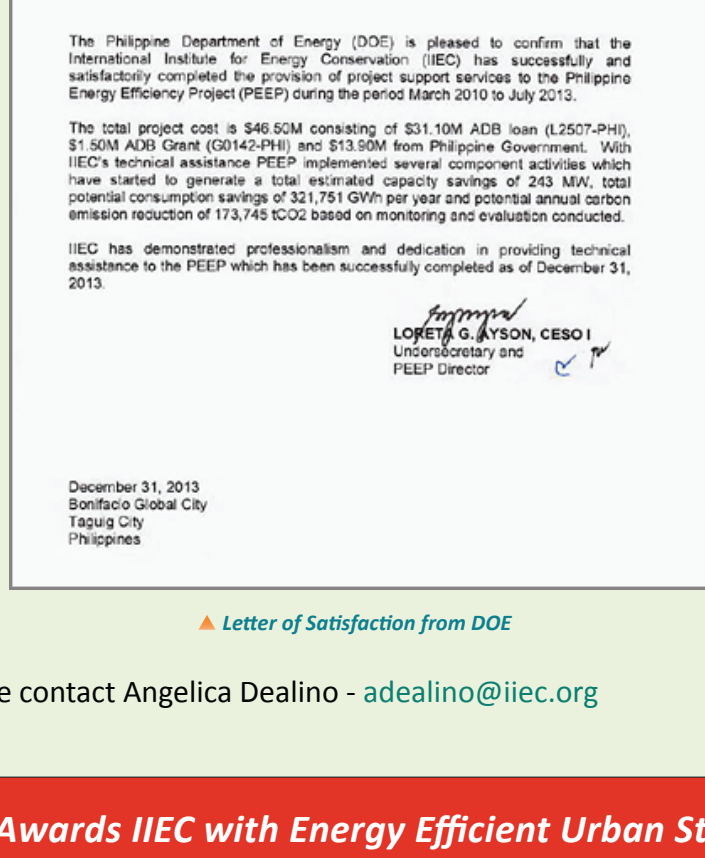 The Philippine Department of Energy (DOE) is pleased to confirm that the
International Institute for Energy Conservation (IIEC) has successfully and
satisfactorily completed the provision of project support services to the Philippine
Energy Efficiency Project (PEEP) during the period March 2010 to July 2013.
The total project cost is $46.50M consisting of $31.10M ADB loan (L2507-PHI),
$1.50M ADB Grant (G0142-PHI) and $13.90M from Philippine Government. With
IIEC's technical assistance PEEP implemented several component activities which
have started to generate a total estimated capacity savings of 243 MW, total
potential consumption savings of 321,751 GWh per year and potential annual carbon
emission reduction of 173,745 tCO2 based on monitoring and evaluation conducted.
IIEC has demonstrated professionalism and dedication in providing technical
assistance to the PEEP which has been successfully completed as of December 31,
2013.
LORETA G. AYSON, CESO I
Undersecretary and
PEEP Director
December 31, 2013
Bonifacio Global City
Taguig City
Philippines
Letter of Satisfaction from DOE
e contact Angelica Dealino - adealino@iiec.org
Awards IIEC with Energy Efficient Urban St